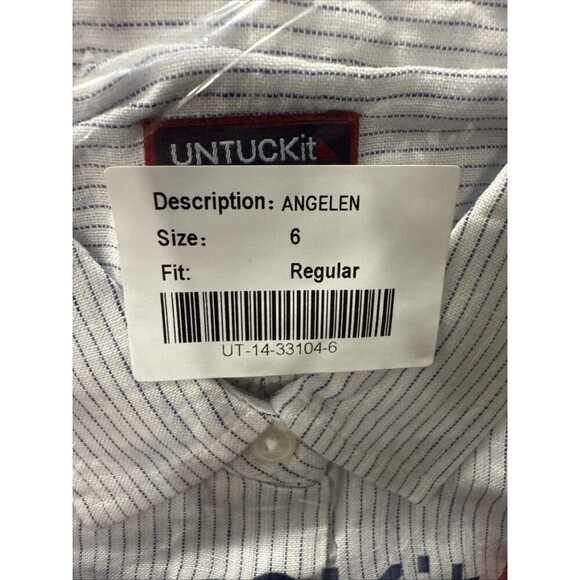 UNTUCKit
Description: ANGELEN
Size: 6
Fit: Regular
UT-14-33104-6